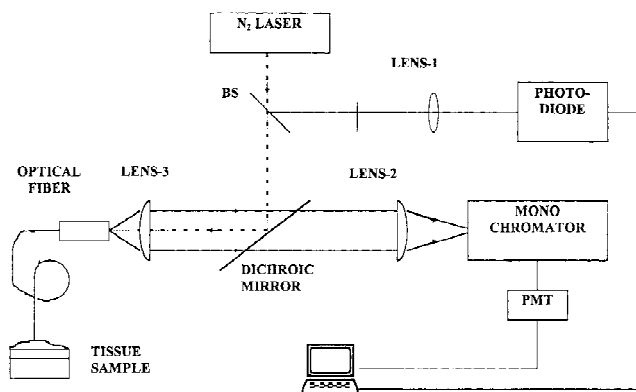 N₂ LASER
LENS-1
BS
PHOTO-
DIODE
OPTICAL
FIBER
LENS-3
LENS-2
MONO
CHROMATOR
DICHROIC
MIRROR
PMT
TISSUE
SAMPLE